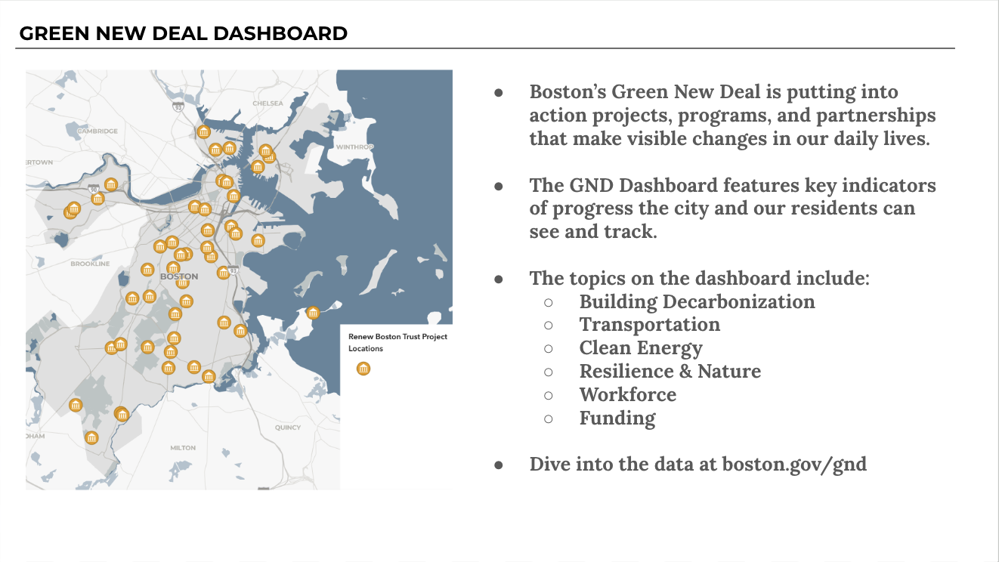 GREEN NEW DEAL DASHBOARD
CHELSEA
93
CAMBRIDGE
WINTHROP
ERTOWN
90
BROOKLINE
93
BOSTON
Renew Boston Trust Project
Locations
QUINCY
DHAM
MILTON
● Boston’s Green New Deal is putting into
action projects, programs, and partnerships
that make visible changes in our daily lives.
● The GND Dashboard features key indicators
of progress the city and our residents can
see and track.
● The topics on the dashboard include:
○ Building Decarbonization
○ Transportation
○ Clean Energy
○ Resilience & Nature
○ Workforce
○ Funding
● Dive into the data at boston.gov/gnd